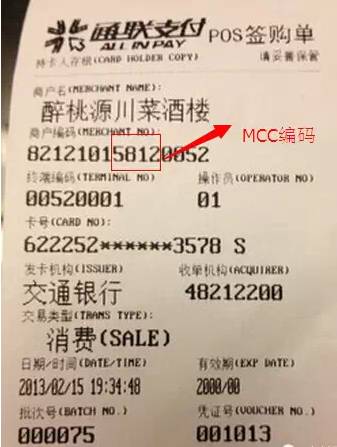 通联支付 POS签购单
ALLINPAY
持卡人存根(CARD HOLDER COPY) 请妥善保管
商户名(MERCHANT NAME):
醉桃源川菜酒楼
商户编码(MERCHANT NO)
MCC编码
821210158120052
终端编码(TERMINAL NO) 操作员(OPERATOR NO)
00520001 01
卡号(CARD NO):
622252******3578 S
发卡机构(ISSUER) 收单机构(ACQUIRER)
交通银行 48212200
交易类型(TRANS TYPE):
消费(SALE)
日期/时间(DATE/TIME) 有效期(EXP DATE)
2013/02/15 19:34:48 2000/00
批次号(BATCH NO.) 凭证号(VOUCHER NO.)
000075 001013